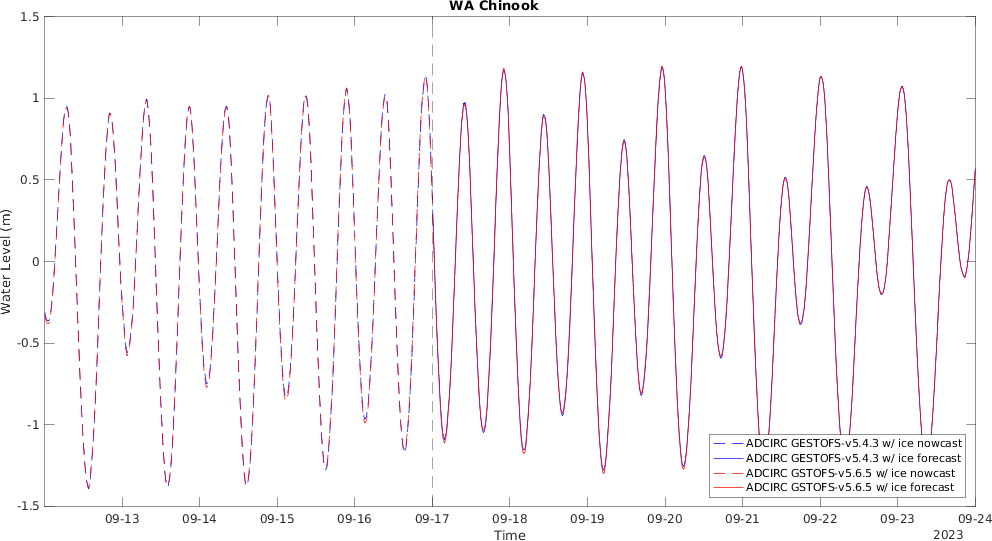 WA Chinook
1.5
1
0.5
0
-0.5
-1
-1.5
Water Level (m)
ADCIRC GESTOFS-v5.4.3 w/ ice nowcast
ADCIRC GESTOFS-v5.4.3 w/ ice forecast
ADCIRC GSTOFS-v5.6.5 w/ ice nowcast
ADCIRC GSTOFS-v5.6.5 w/ ice forecast
09-13 09-14 09-15 09-16 09-17 09-18 09-19 09-20 09-21 09-22 09-23 09-24
Time 2023